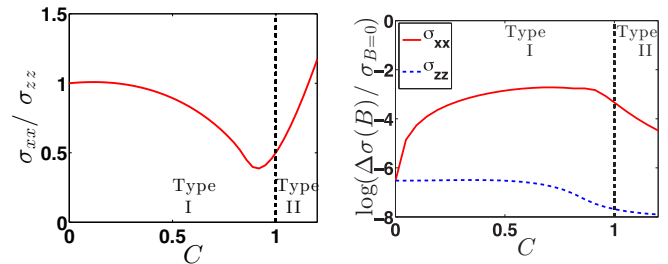 1.5
1
0.5
0
0
0.5
1
σxx/ σzz
C
Type
I
Type
II
0
−2
−4
−6
−8
0
0.5
1
log(Δσ(B)/ σB=0)
C
σxx
σzz
Type
I
Type
II